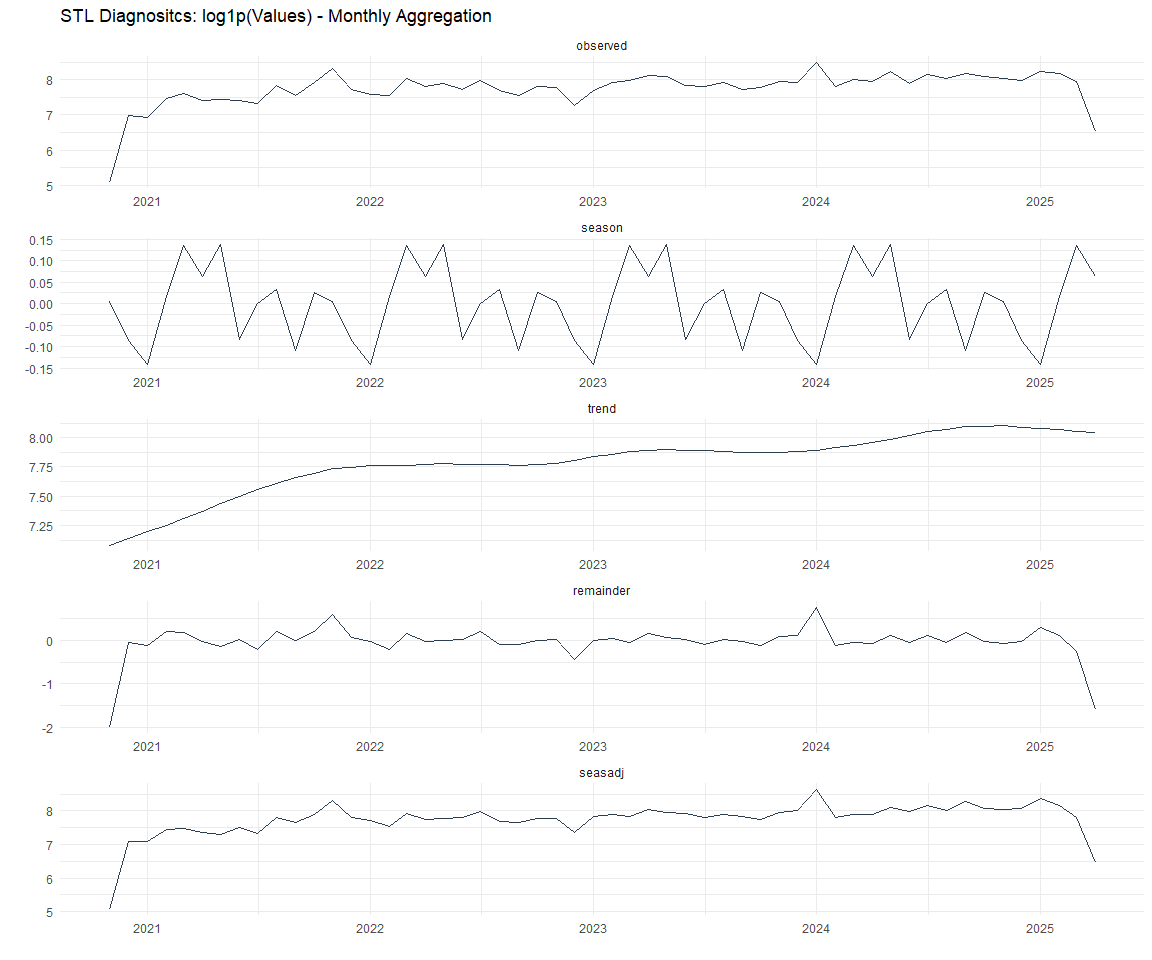 STL Diagnositcs: log1p(Values) - Monthly Aggregation
observed
8
7
6
5
2021 2022 2023 2024 2025
season
0.15
0.10
0.05
0.00
-0.05
-0.10
-0.15
2021 2022 2023 2024 2025
trend
8.00
7.75
7.50
7.25
2021 2022 2023 2024 2025
remainder
0
-1
-2
2021 2022 2023 2024 2025
seasadj
8
7
6
5
2021 2022 2023 2024 2025